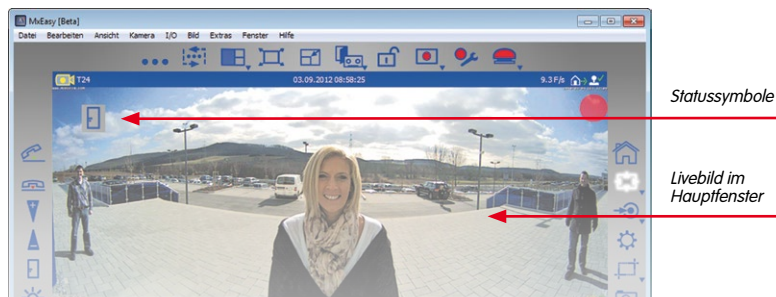 MxEasy [Beta]
Datei Bearbeiten Ansicht Kamera I/O Bild Extras Fenster Hilfe
T24 03.09.2012 08:58:25 9.3 F/s
Statussymbole
Livebild im
Hauptfenster